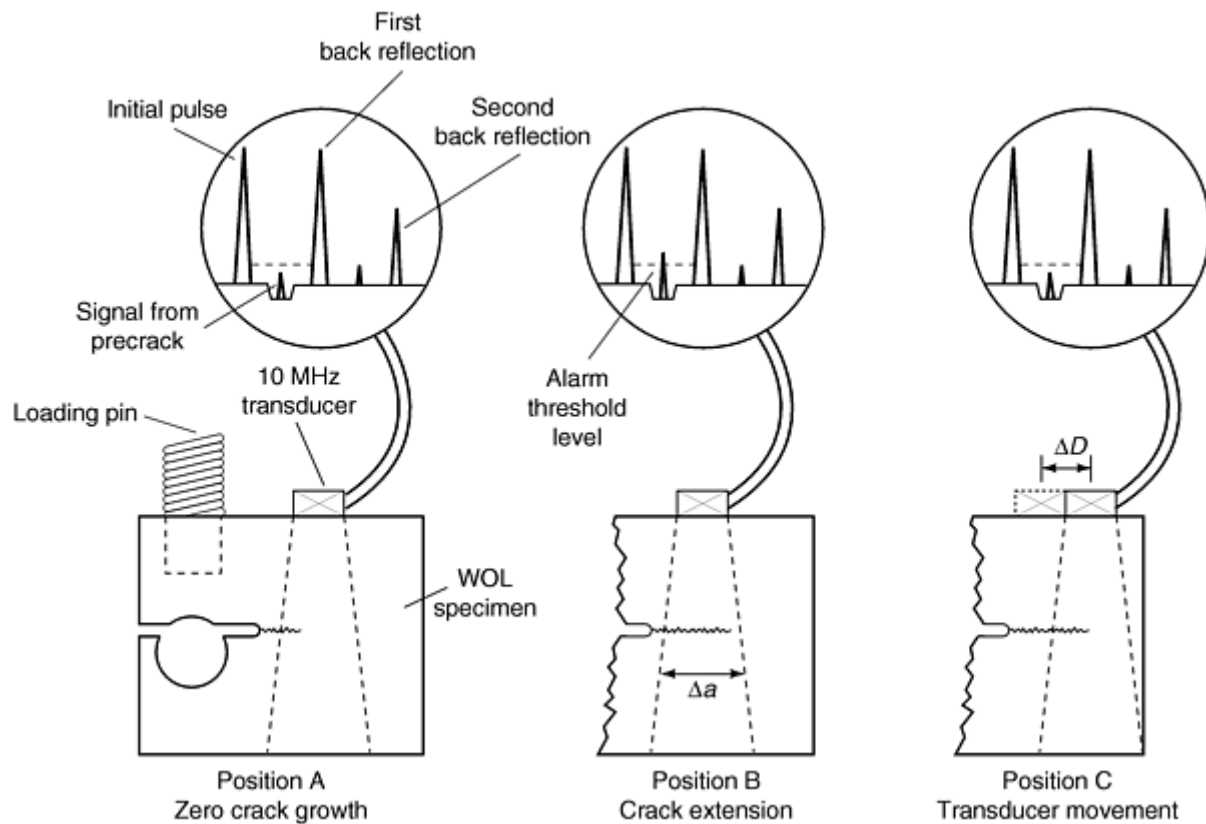 First
back reflection
Initial pulse
Second
back reflection
Signal from
precrack
10 MHz
transducer
Loading pin
Alarm
threshold
level
ΔD
WOL
specimen
Δa
Position A
Zero crack growth
Position B
Crack extension
Position C
Transducer movement